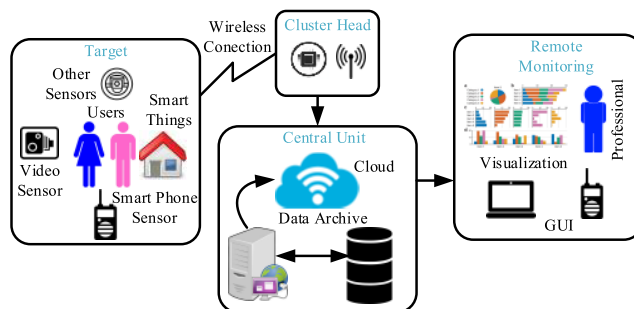 Target
Other
Sensors
Users
Smart
Things
Video
Sensor
Smart Phone
Sensor
Wireless
Conection
Cluster Head
Central Unit
Cloud
Data Archive
Remote
Monitoring
Professional
Visualization
GUI